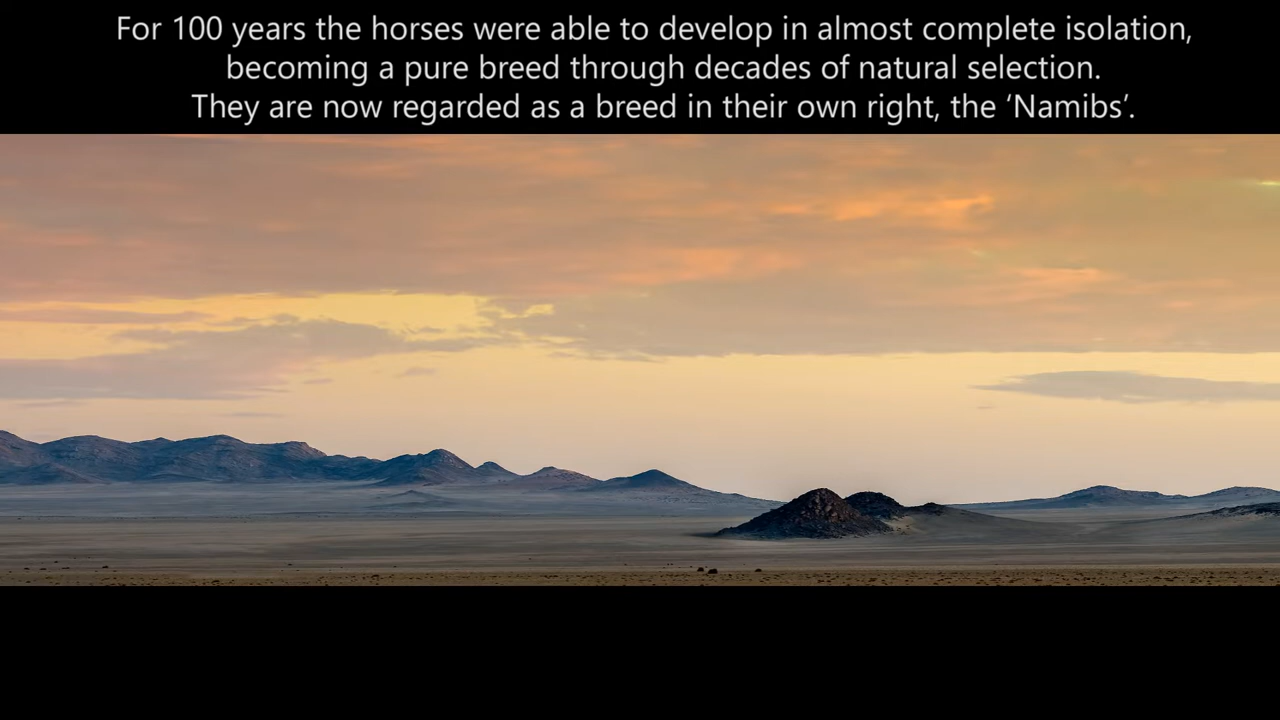 For 100 years the horses were able to develop in almost complete isolation,
becoming a pure breed through decades of natural selection.
They are now regarded as a breed in their own right, the ‘Namibs’.